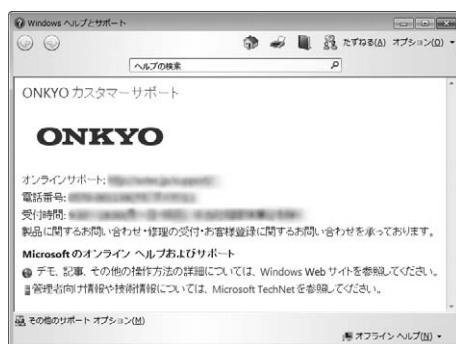 Windows ヘルプとサポート
たずねる(A) オプション(O)
ヘルプの検索
ONKYO カスタマーサポート
ONKYO
オンラインサポート:
電話番号:
受付時間:
製品に関するお問い合わせ・修理の受付・お客様登録に関するお問い合わせを承っております。
Microsoft のオンライン ヘルプおよびサポート
デモ、記事、その他の操作方法の詳細については、Windows Web サイトを参照してください。
管理者向け情報や技術情報については、Microsoft TechNet を参照してください。
その他のサポート オプション(M)
オフライン ヘルプ(N)